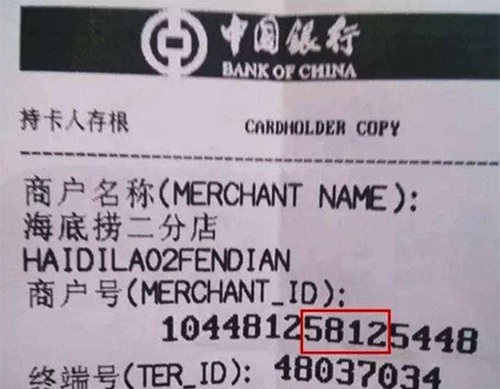 中国银行
BANK OF CHINA
持卡人存根 CARDHOLDER COPY
商户名称(MERCHANT NAME):
海底捞二分店
HAIDILAO2FENDIAN
商户号(MERCHANT_ID):
104481258125448
终端号(TER_ID): 48037034